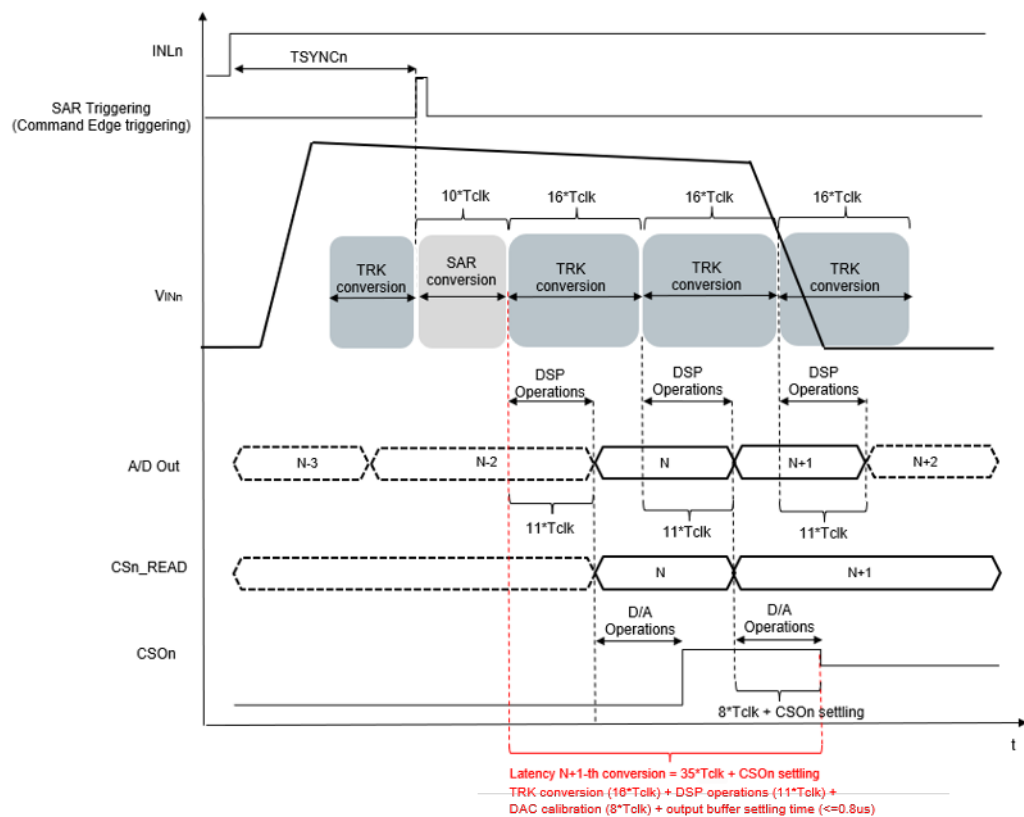 INLn
TSYNCn
SAR Triggering
(Command Edge triggering)
10*Tclk
16*Tclk
16*Tclk
16*Tclk
VINn
TRK
conversion
SAR
conversion
TRK
conversion
TRK
conversion
TRK
conversion
DSP
Operations
DSP
Operations
DSP
Operations
A/D Out
N-3
N-2
N
N+1
N+2
11*Tclk
11*Tclk
11*Tclk
CSn_READ
N
N+1
D/A
Operations
D/A
Operations
CSOn
8*Tclk + CSOn settling
t
Latency N+1-th conversion = 35*Tclk + CSOn settling
TRK conversion (16*Tclk) + DSP operations (11*Tclk) +
DAC calibration (8*Tclk) + output buffer settling time (<=0.8us)